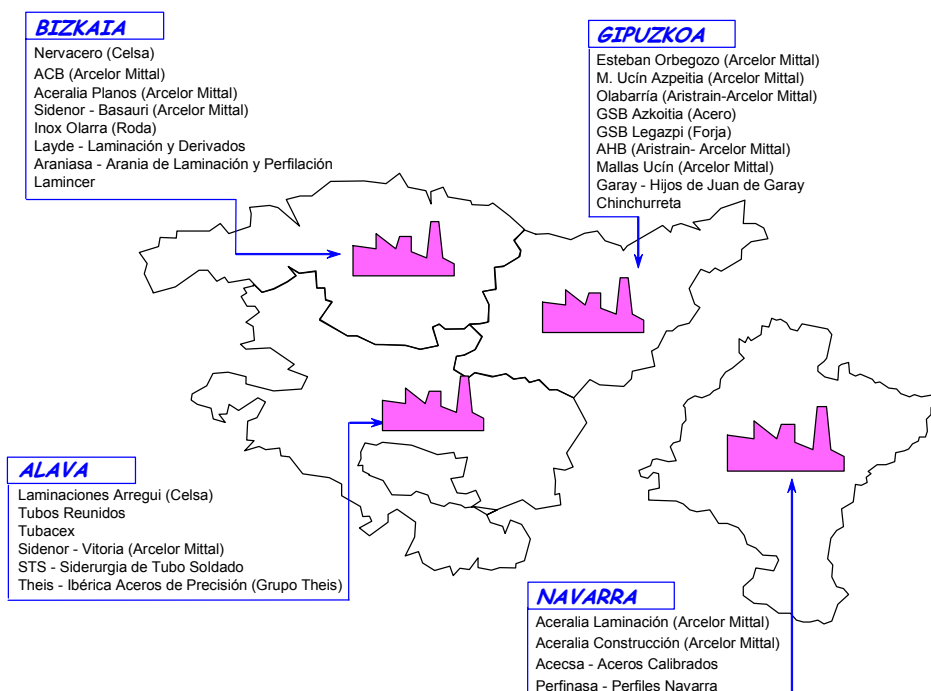 BIZKAIA
Nervacero (Celsa)
ACB (Arcelor Mittal)
Aceralia Planos (Arcelor Mittal)
Sidenor - Basauri (Arcelor Mittal)
Inox Olarra (Roda)
Layde - Laminación y Derivados
Araniasa - Arania de Laminación y Perfilación
Lamincer
GIPUZKOA
Esteban Orbegozo (Arcelor Mittal)
M. Ucín Azpeitia (Arcelor Mittal)
Olabarría (Aristrain-Arcelor Mittal)
GSB Azkoitia (Acero)
GSB Legazpi (Forja)
AHB (Aristrain- Arcelor Mittal)
Mallas Ucín (Arcelor Mittal)
Garay - Hijos de Juan de Garay
Chinchurreta
ALAVA
Laminaciones Arregui (Celsa)
Tubos Reunidos
Tubacex
Sidenor - Vitoria (Arcelor Mittal)
STS - Siderurgia de Tubo Soldado
Theis - Ibérica Aceros de Precisión (Grupo Theis)
NAVARRA
Aceralia Laminación (Arcelor Mittal)
Aceralia Construcción (Arcelor Mittal)
Acecsa - Aceros Calibrados
Perfinasa - Perfiles Navarra